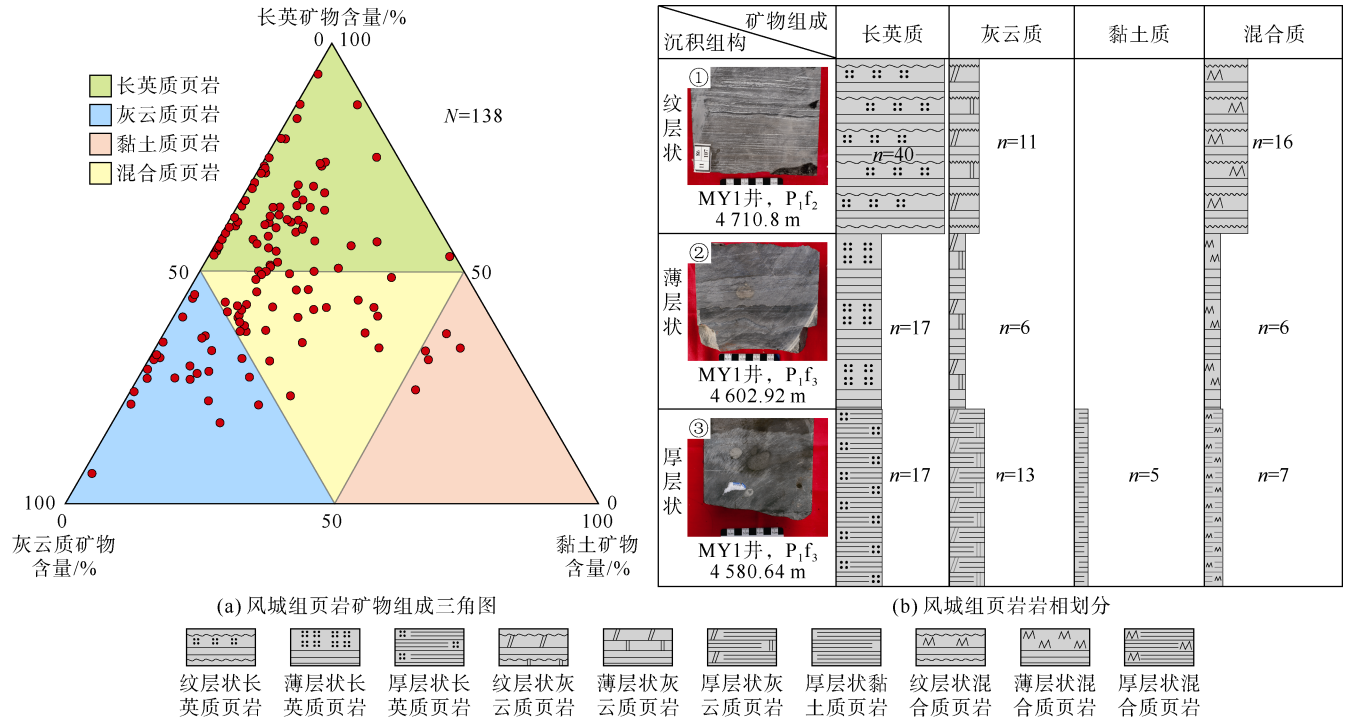 长英矿物含量/%
0 100
长英质页岩
灰云质页岩
黏土质页岩
混合质页岩
N=138
50
50
100
0
0
50
100
灰云质矿物
含量/%
黏土矿物
含量/%
(a) 风城组页岩矿物组成三角图
矿物组成
沉积组构
长英质
灰云质
黏土质
混合质
纹层状
①
MY1井，P₁f₂
4 710.8 m
n=40
n=11
n=16
薄层状
②
MY1井，P₁f₃
4 602.92 m
n=17
n=6
n=6
厚层状
③
MY1井，P₁f₃
4 580.64 m
n=17
n=13
n=5
n=7
(b) 风城组页岩岩相划分
纹层状长
英质页岩
薄层状长
英质页岩
厚层状长
英质页岩
纹层状灰
云质页岩
薄层状灰
云质页岩
厚层状灰
云质页岩
厚层状黏
土质页岩
纹层状混
合质页岩
薄层状混
合质页岩
厚层状混
合质页岩